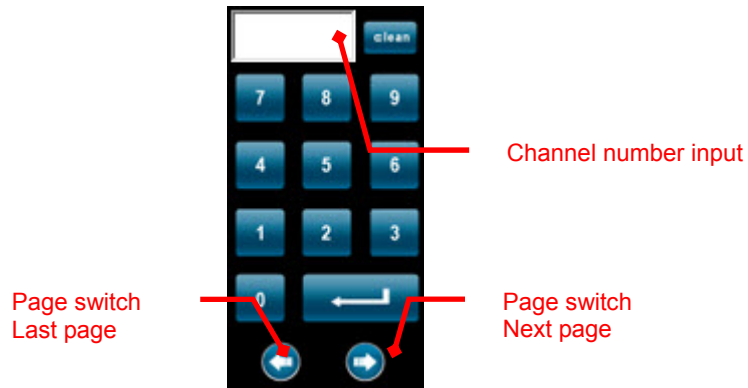 clean
7 8 9
4 5 6
Channel number input
1 2 3
0
Page switch
Last page
Page switch
Next page